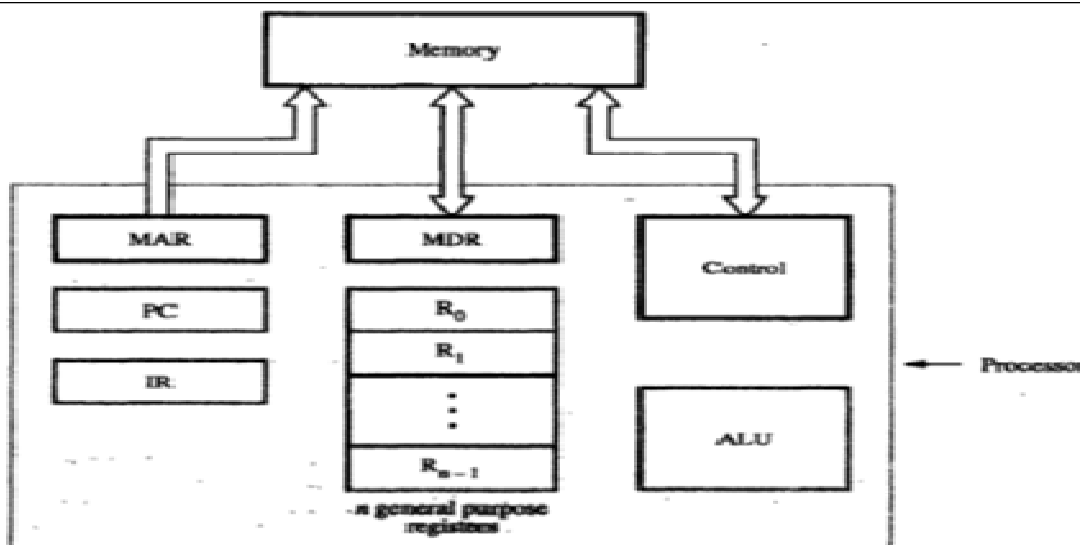 Memory
MAR
MDR
Control
PC
R0
R1
IR
Processor
ALU
Rn-1
n general purpose
registers